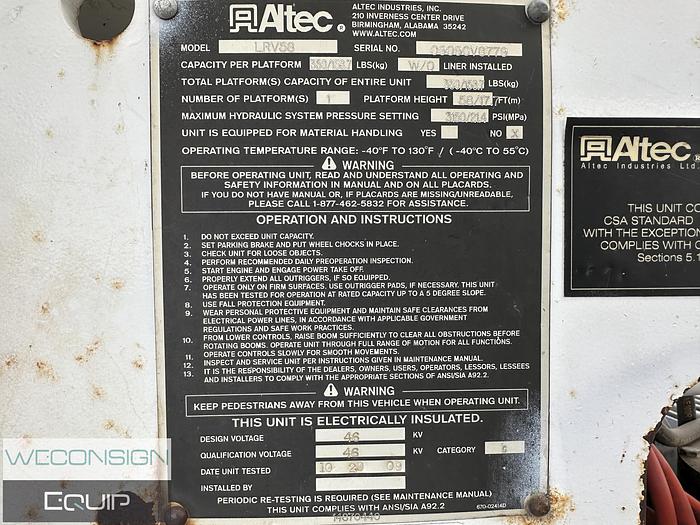 Altec®
ALTEC INDUSTRIES, INC.
210 INVERNESS CENTER DRIVE
BIRMINGHAM, ALABAMA 35242
WWW.ALTEC.COM
MODEL LRV58 SERIAL NO.
CAPACITY PER PLATFORM LBS(kg) W/O LINER INSTALLED
TOTAL PLATFORM(S) CAPACITY OF ENTIRE UNIT LBS(kg)
NUMBER OF PLATFORM(S) 1 PLATFORM HEIGHT 58/17. /FT(m)
MAXIMUM HYDRAULIC SYSTEM PRESSURE SETTING PSI(MPa)
UNIT IS EQUIPPED FOR MATERIAL HANDLING YES NO X
OPERATING TEMPERATURE RANGE: -40°F TO 130°F / (-40°C TO 55°C)
WARNING
BEFORE OPERATING UNIT, READ AND UNDERSTAND ALL OPERATING AND
SAFETY INFORMATION IN MANUAL AND ON ALL PLACARDS.
IF YOU DO NOT HAVE MANUAL OR, IF PLACARDS ARE MISSING/UNREADABLE,
PLEASE CALL 1-877-462-5832 FOR ASSISTANCE.
OPERATION AND INSTRUCTIONS
1. DO NOT EXCEED UNIT CAPACITY.
2. SET PARKING BRAKE AND PUT WHEEL CHOCKS IN PLACE.
3. CHECK UNIT FOR LOOSE OBJECTS.
4. PERFORM RECOMMENDED DAILY PREOPERATION INSPECTION.
5. START ENGINE AND ENGAGE POWER TAKE OFF.
6. PROPERLY EXTEND ALL OUTRIGGERS, IF SO EQUIPPED.
7. OPERATE ONLY ON FIRM SURFACES. USE OUTRIGGER PADS, IF NECESSARY. THIS UNIT
HAS BEEN TESTED FOR OPERATION AT RATED CAPACITY UP TO A 5 DEGREE SLOPE.
8. USE FALL PROTECTION EQUIPMENT.
9. WEAR PERSONAL PROTECTIVE EQUIPMENT AND MAINTAIN SAFE CLEARANCES FROM
ELECTRICAL POWER LINES, IN ACCORDANCE WITH APPLICABLE GOVERNMENT
REGULATIONS AND SAFE WORK PRACTICES.
10. FROM LOWER CONTROLS, RAISE BOOM SUFFICIENTLY TO CLEAR ALL OBSTRUCTIONS BEFORE
ROTATING BOOMS. OPERATE UNIT THROUGH FULL RANGE OF MOTION FOR ALL FUNCTIONS.
11. OPERATE CONTROLS SLOWLY FOR SMOOTH MOVEMENTS.
12. INSPECT AND SERVICE UNIT PER INSTRUCTIONS GIVEN IN MAINTENANCE MANUAL.
13. IT IS THE RESPONSIBILITY OF THE DEALERS, OWNERS, USERS, OPERATORS, LESSORS, LESSEES
AND INSTALLERS TO COMPLY WITH THE APPROPRIATE SECTIONS OF ANSI/SIA A92.2.
WARNING
KEEP PEDESTRIANS AWAY FROM THIS VEHICLE WHEN OPERATING UNIT.
THIS UNIT IS ELECTRICALLY INSULATED.
DESIGN VOLTAGE 46 KV
QUALIFICATION VOLTAGE 46 KV CATEGORY
DATE UNIT TESTED 10 20 09
INSTALLED BY
PERIODIC RE-TESTING IS REQUIRED (SEE MAINTENANCE MANUAL)
THIS UNIT COMPLIES WITH ANSI/SIA A92.2 670-02414D
Altec®
Altec Industries Ltd.
THIS UNIT CO
CSA STANDARD
WITH THE EXCEPTION
COMPLIES WITH
Sections 5.1
WECONSIGN
EQUIP